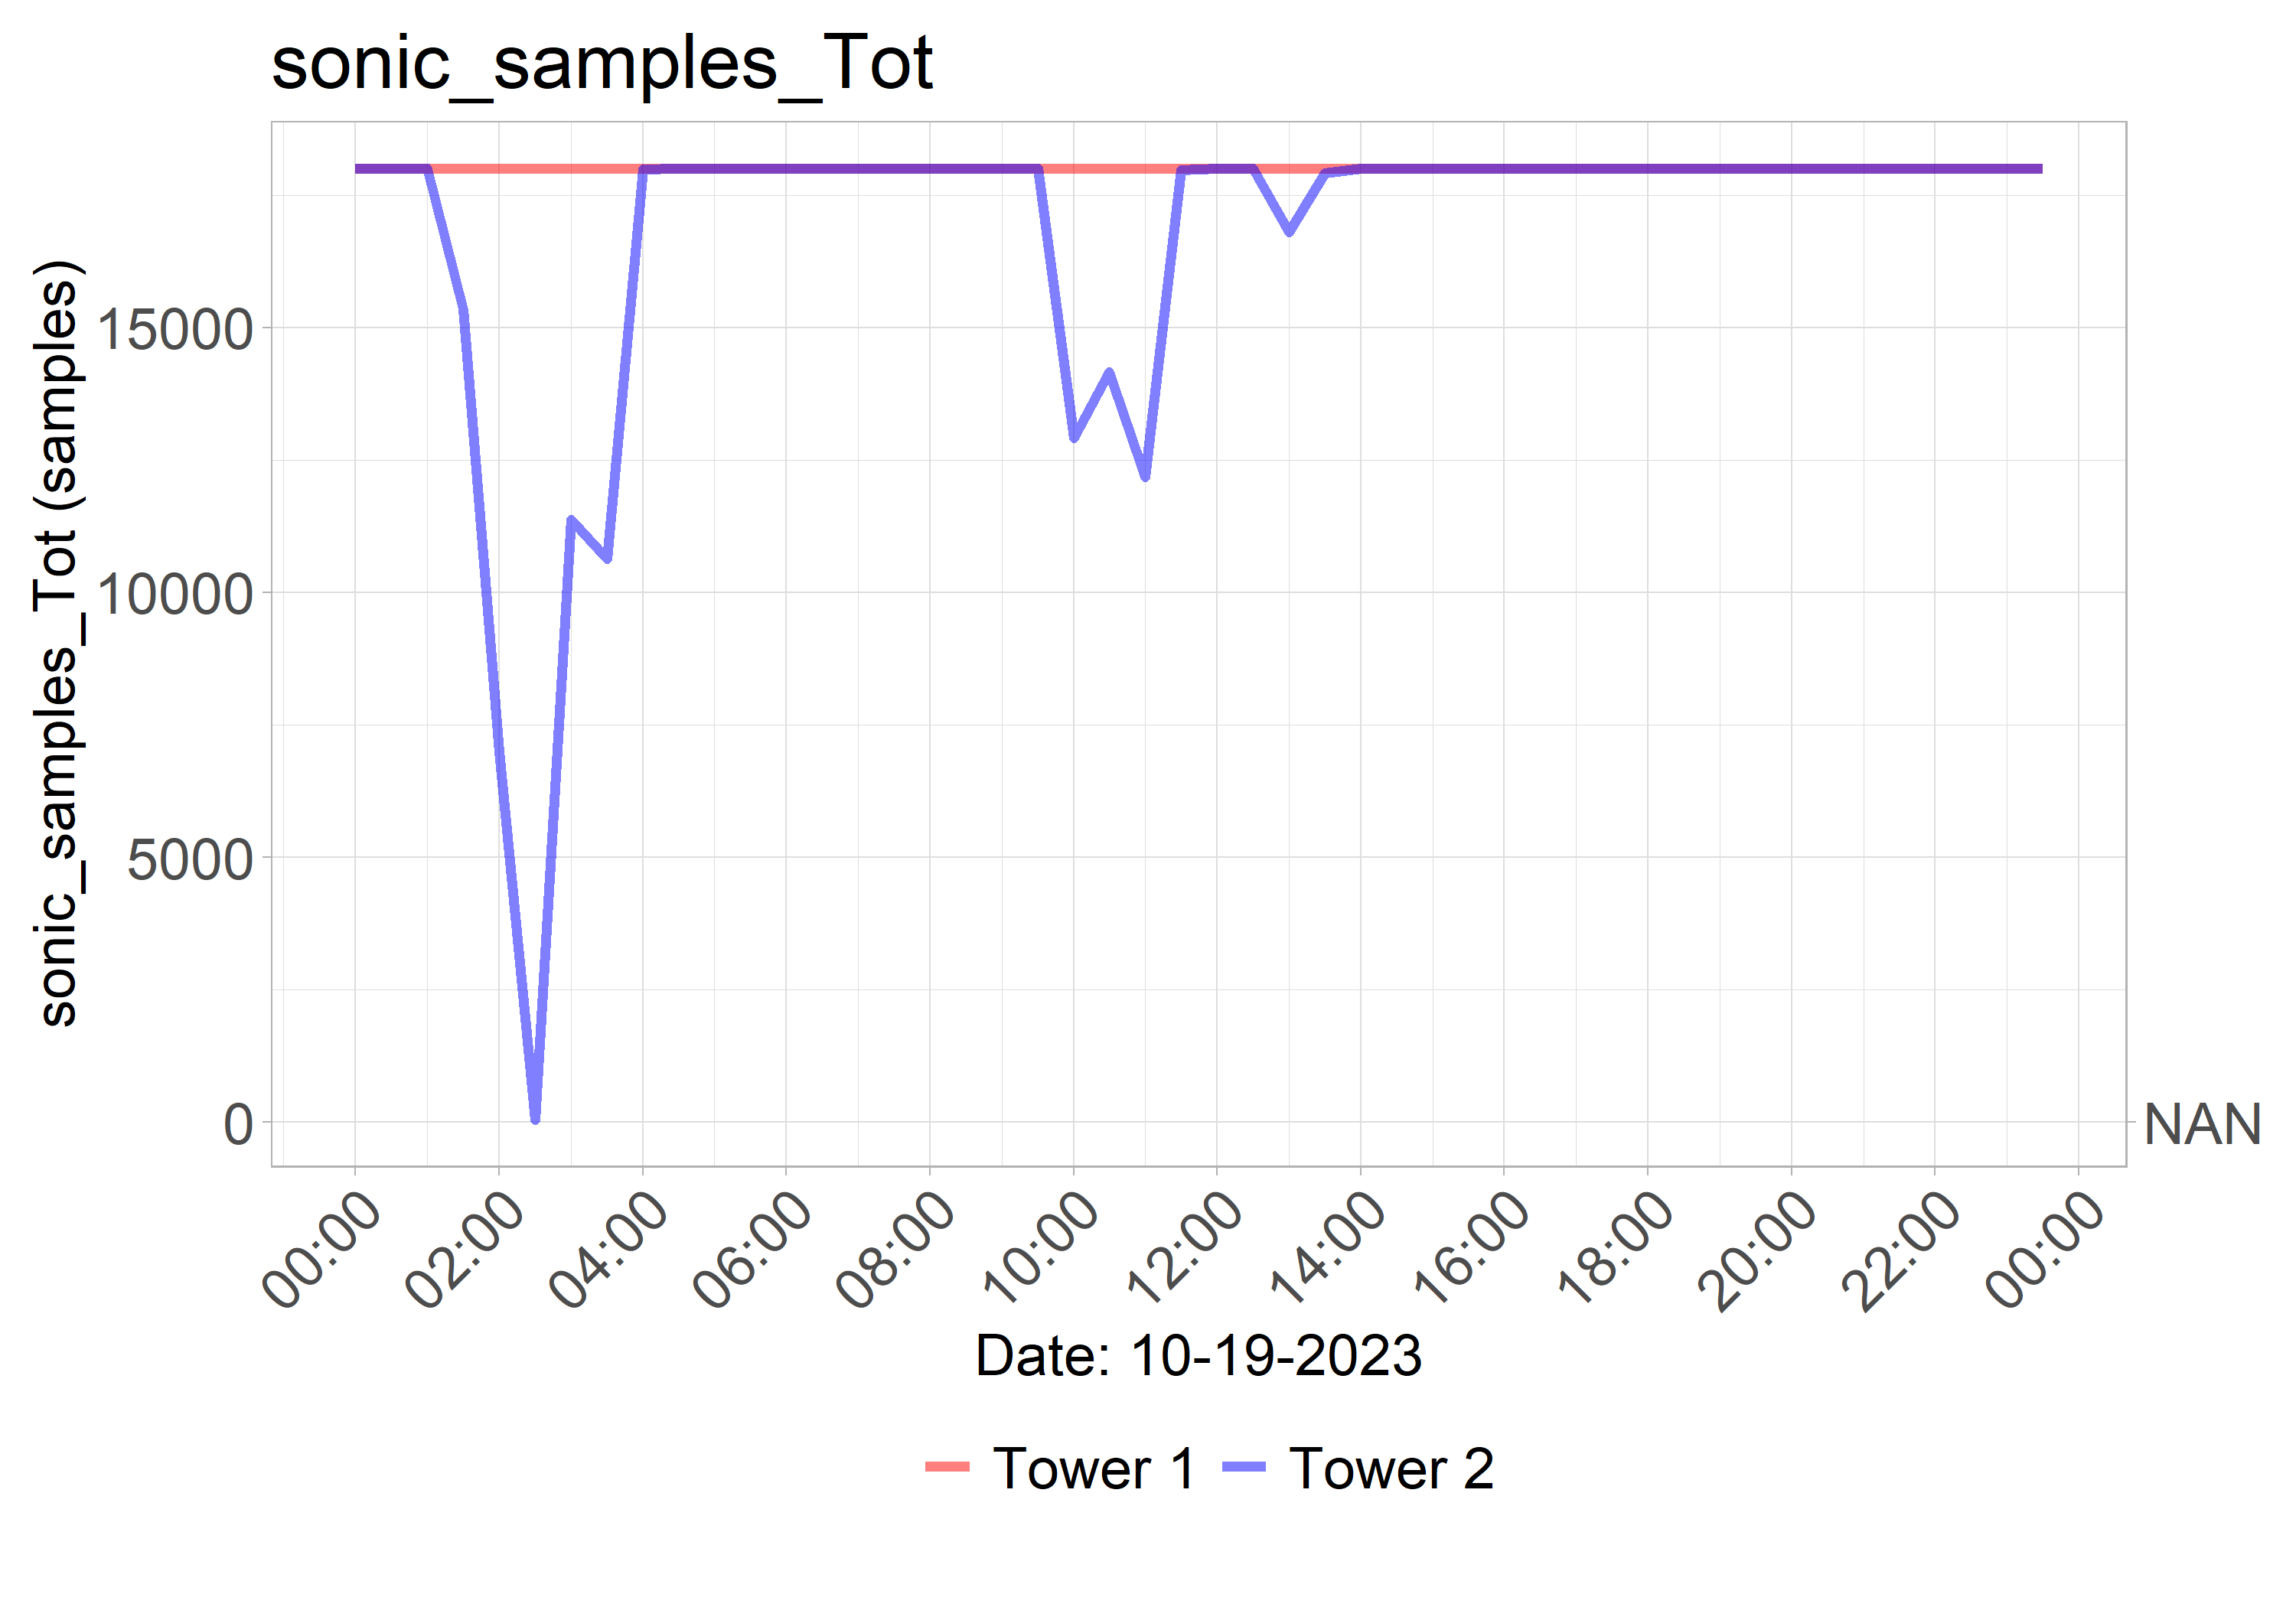 sonic_samples_Tot
sonic_samples_Tot (samples)
15000
10000
5000
0
NAN
00:00 02:00 04:00 06:00 08:00 10:00 12:00 14:00 16:00 18:00 20:00 22:00 00:00
Date: 10-19-2023
Tower 1 Tower 2